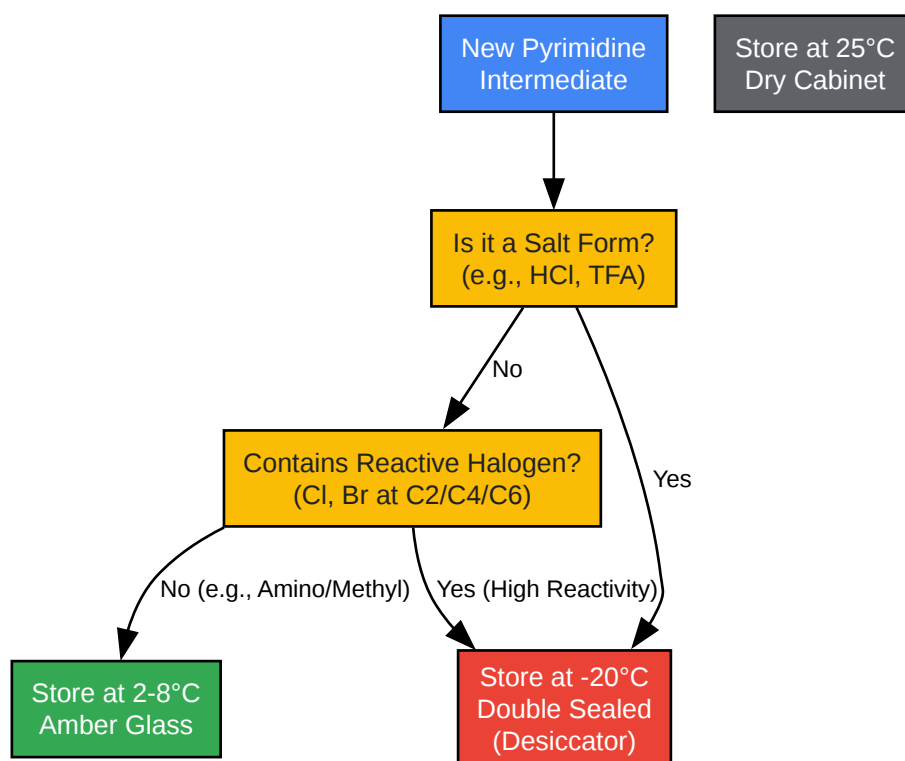 New Pyrimidine
Intermediate
Store at 25°C
Dry Cabinet
Is it a Salt Form?
(e.g., HCl, TFA)
No
Contains Reactive Halogen?
(Cl, Br at C2/C4/C6)
Yes
No (e.g., Amino/Methyl)
Yes (High Reactivity)
Store at 2-8°C
Amber Glass
Store at -20°C
Double Sealed
(Desiccator)